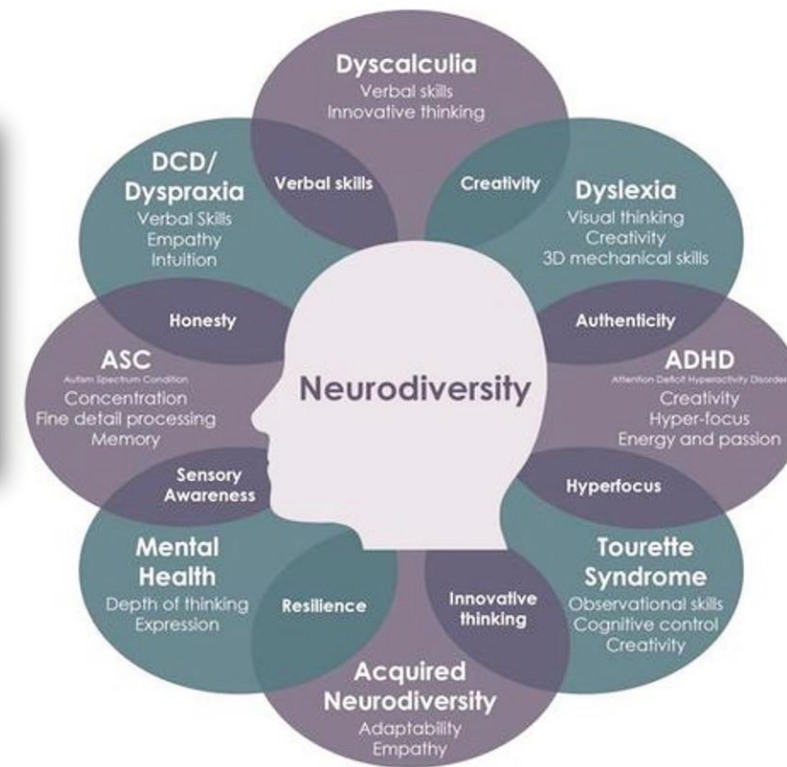 Dyscalculia
Verbal skills
Innovative thinking
DCD/
Dyspraxia
Verbal Skills
Empathy
Intuition
Verbal skills
Creativity
Dyslexia
Visual thinking
Creativity
3D mechanical skills
Honesty
Authenticity
ASC
Autism Spectrum Condition
Concentration
Fine detail processing
Memory
Neurodiversity
ADHD
Attention Deficit Hyperactivity Disorder
Creativity
Hyper-focus
Energy and passion
Sensory
Awareness
Hyperfocus
Mental
Health
Depth of thinking
Expression
Resilience
Innovative
thinking
Tourette
Syndrome
Observational skills
Cognitive control
Creativity
Acquired
Neurodiversity
Adaptability
Empathy